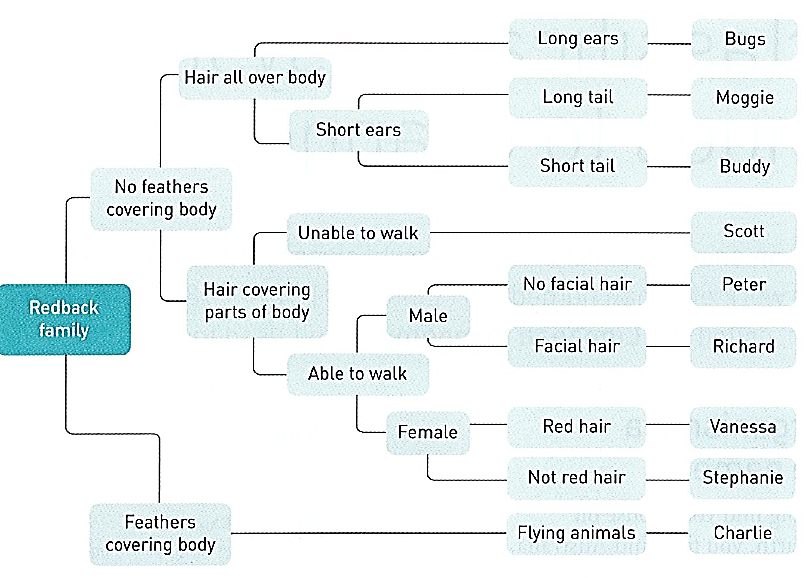 Long ears
Bugs
Hair all over body
Long tail
Moggie
Short ears
Short tail
Buddy
No feathers
covering body
Unable to walk
Scott
Hair covering
parts of body
No facial hair
Peter
Redback
family
Male
Facial hair
Richard
Able to walk
Female
Red hair
Vanessa
Not red hair
Stephanie
Feathers
covering body
Flying animals
Charlie